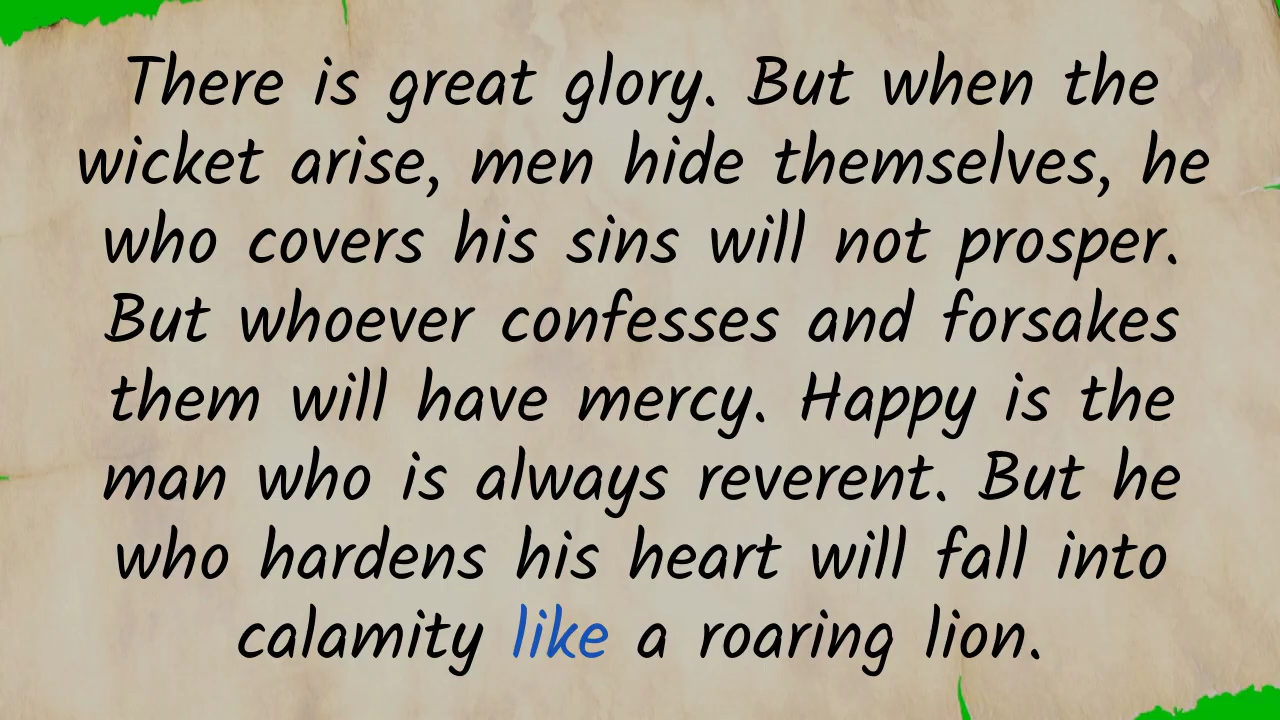 There is great glory. But when the
wicket arise, men hide themselves, he
who covers his sins will not prosper.
But whoever confesses and forsakes
them will have mercy. Happy is the
man who is always reverent. But he
who hardens his heart will fall into
calamity like a roaring lion.